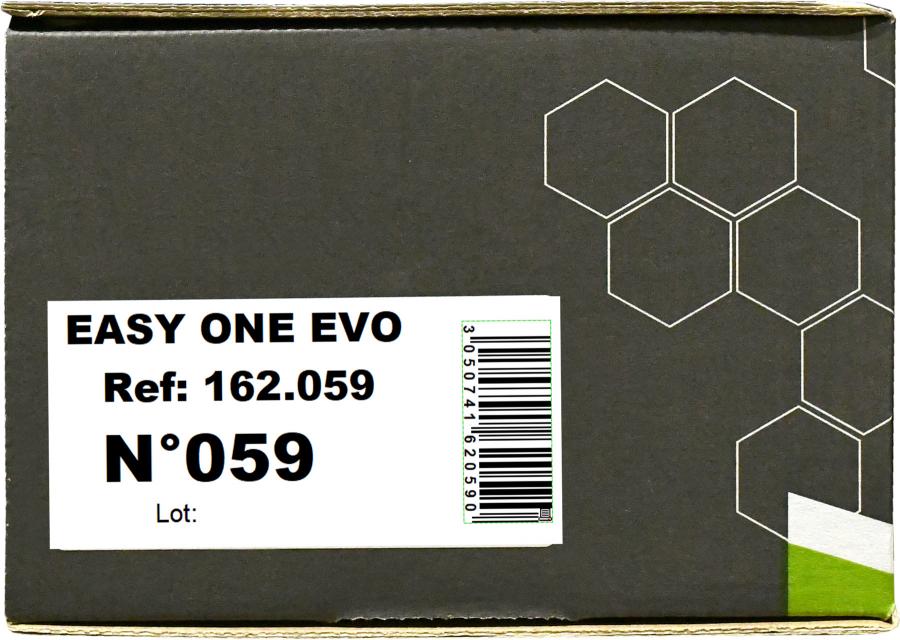 EASY ONE EVO
Ref: 162.059
N°059
Lot:
3 050741 620590